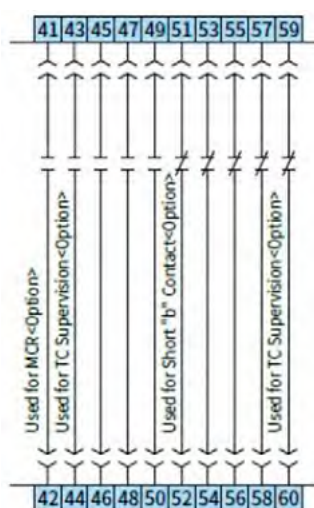 41 43 45 47 49 51 53 55 57 59
Used for MCR<Option>
Used for TC Supervision<Option>
Used for Short "b" Contact<Option>
Used for TC Supervision<Option>
42 44 46 48 50 52 54 56 58 60